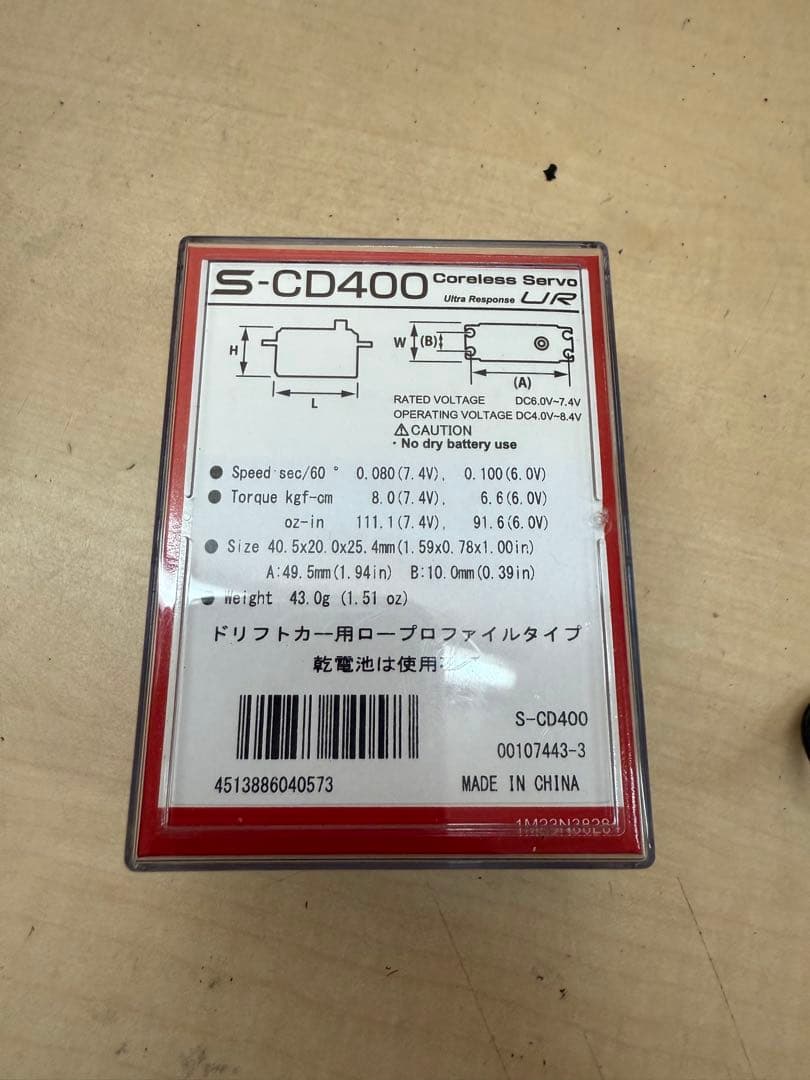 S-CD400 Coreless Servo
Ultra Response UR
H
L
W
(B)
(A)
RATED VOLTAGE DC6.0V~7.4V
OPERATING VOLTAGE DC4.0V~8.4V
⚠CAUTION
・No dry battery use
● Speed sec/60 ° 0.080(7.4V), 0.100(6.0V)
● Torque kgf-cm 8.0(7.4V), 6.6(6.0V)
oz-in 111.1(7.4V), 91.6(6.0V)
● Size 40.5x20.0x25.4mm(1.59x0.78x1.00in)
A:49.5mm(1.94in) B:10.0mm(0.39in)
● Weight 43.0g (1.51 oz)
ドリフトカー用ロープロファイルタイプ
乾電池は使用
S-CD400
00107443-3
4513886040573
MADE IN CHINA